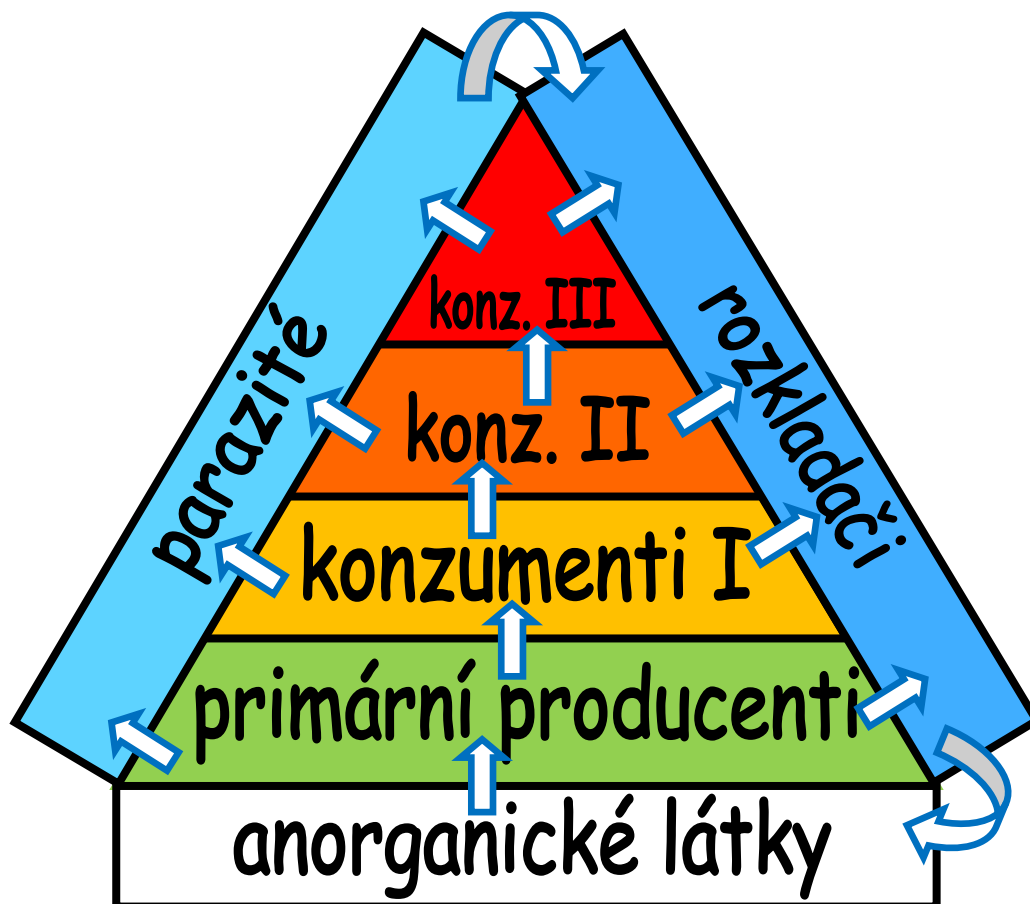 konz. III
parazité
rozkladači
konz. II
konzumenti I
primární producenti
anorganické látky